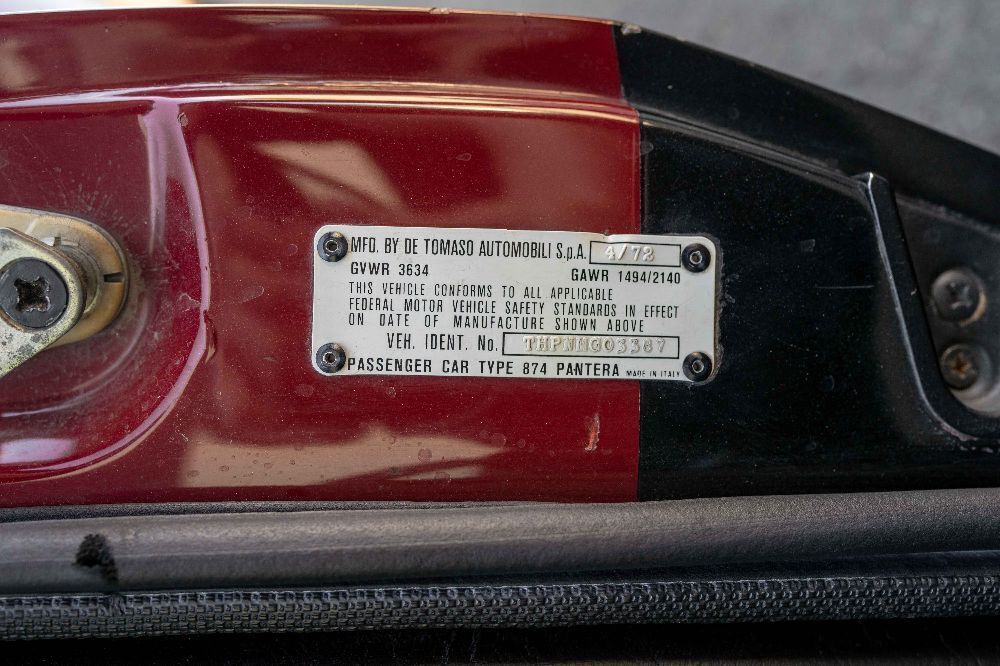 MFD. BY DE TOMASO AUTOMOBILI S.p.A. 4/72
GVWR 3634 GAWR 1494/2140
THIS VEHICLE CONFORMS TO ALL APPLICABLE
FEDERAL MOTOR VEHICLE SAFETY STANDARDS IN EFFECT
ON DATE OF MANUFACTURE SHOWN ABOVE
VEH. IDENT. No. THPNMG03367
PASSENGER CAR TYPE 874 PANTERA MADE IN ITALY